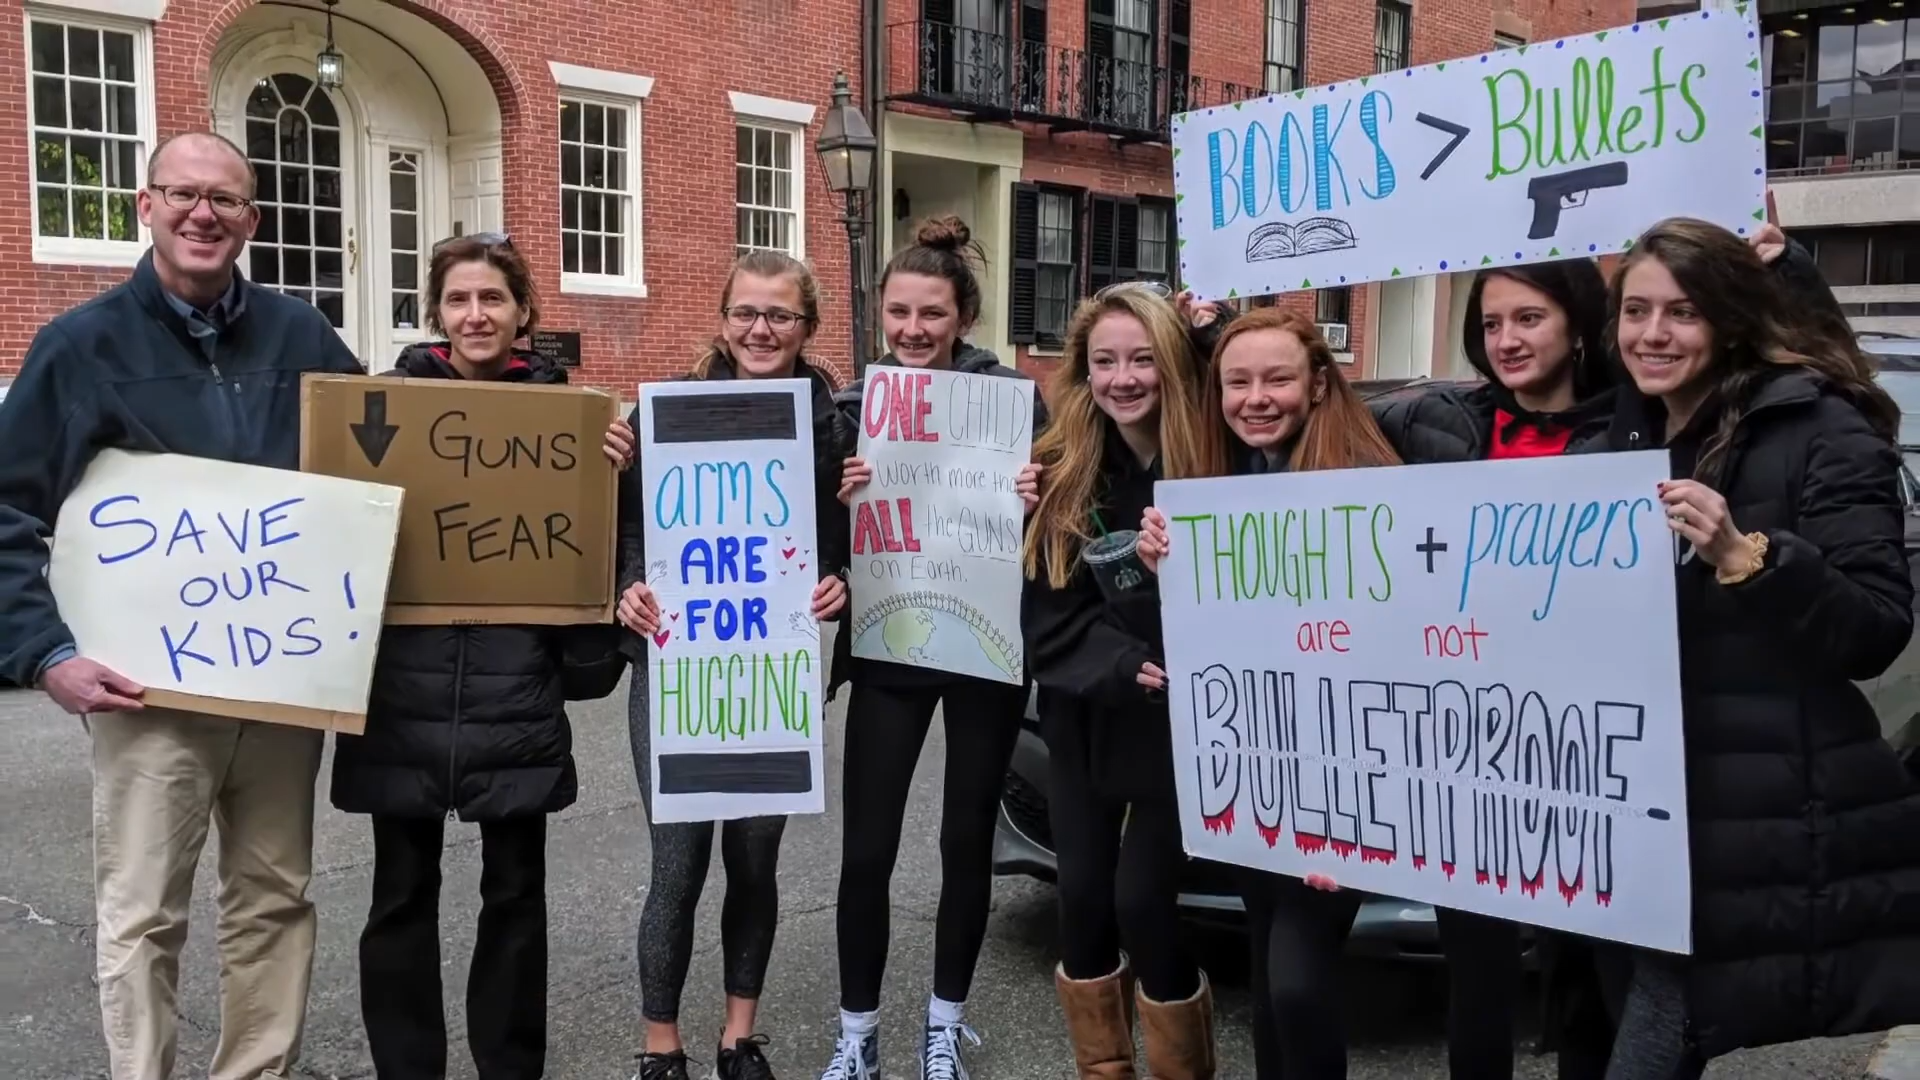 SAVE
OUR
KIDS!
GUNS
FEAR
arms
ARE
FOR
HUGGING
ONE CHILD
Worth more
ALL the GUNS
on Earth.
BOOKS > Bullets
THOUGHTS + prayers
are not
BULLETPROOF